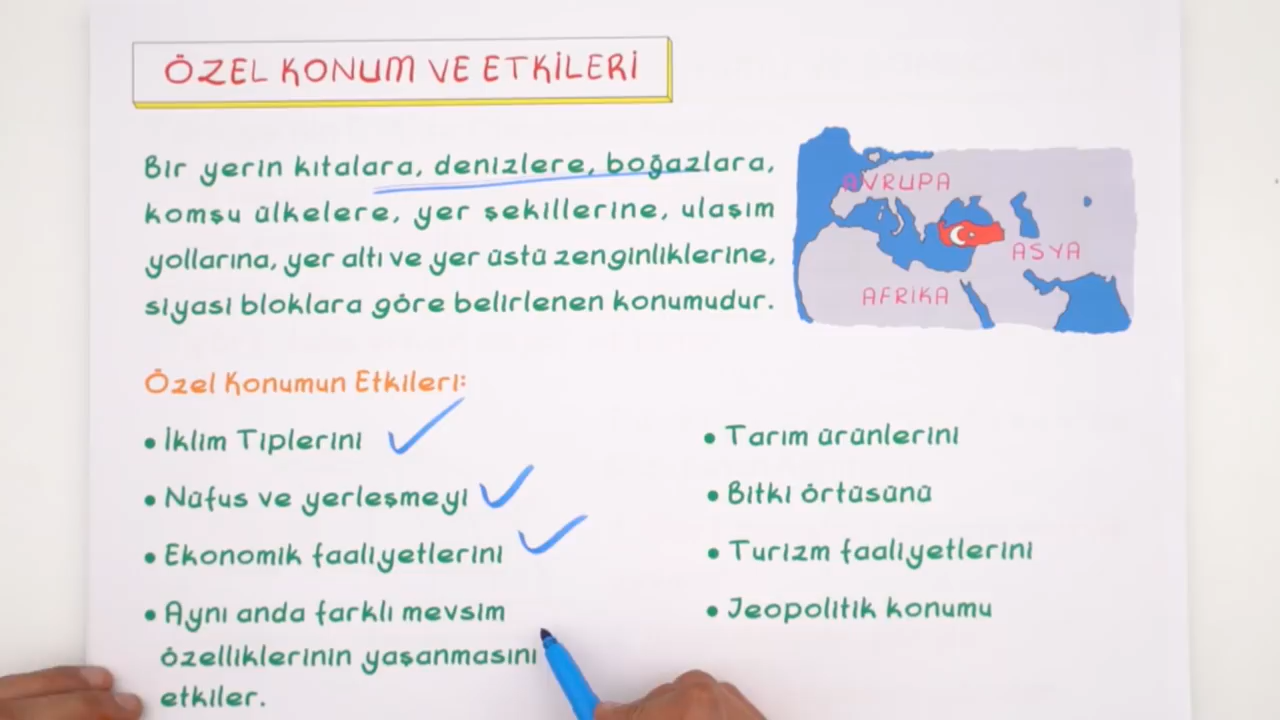 ÖZEL KONUM VE ETKİLERİ
Bir yerin kıtalara, denizlere, boğazlara,
komşu ülkelere, yer şekillerine, ulaşım
yollarına, yer altı ve yer üstü zenginliklerine,
siyasi bloklara göre belirlenen konumudur.
AVRUPA
ASYA
AFRİKA
Özel Konumun Etkileri:
• İklim Tiplerini
• Nüfus ve yerleşmeyi
• Ekonomik faaliyetlerini
• Aynı anda farklı mevsim
özelliklerinin yaşanmasını
etkiler.
• Tarım ürünlerini
• Bitki örtüsünü
• Turizm faaliyetlerini
• Jeopolitik konumu